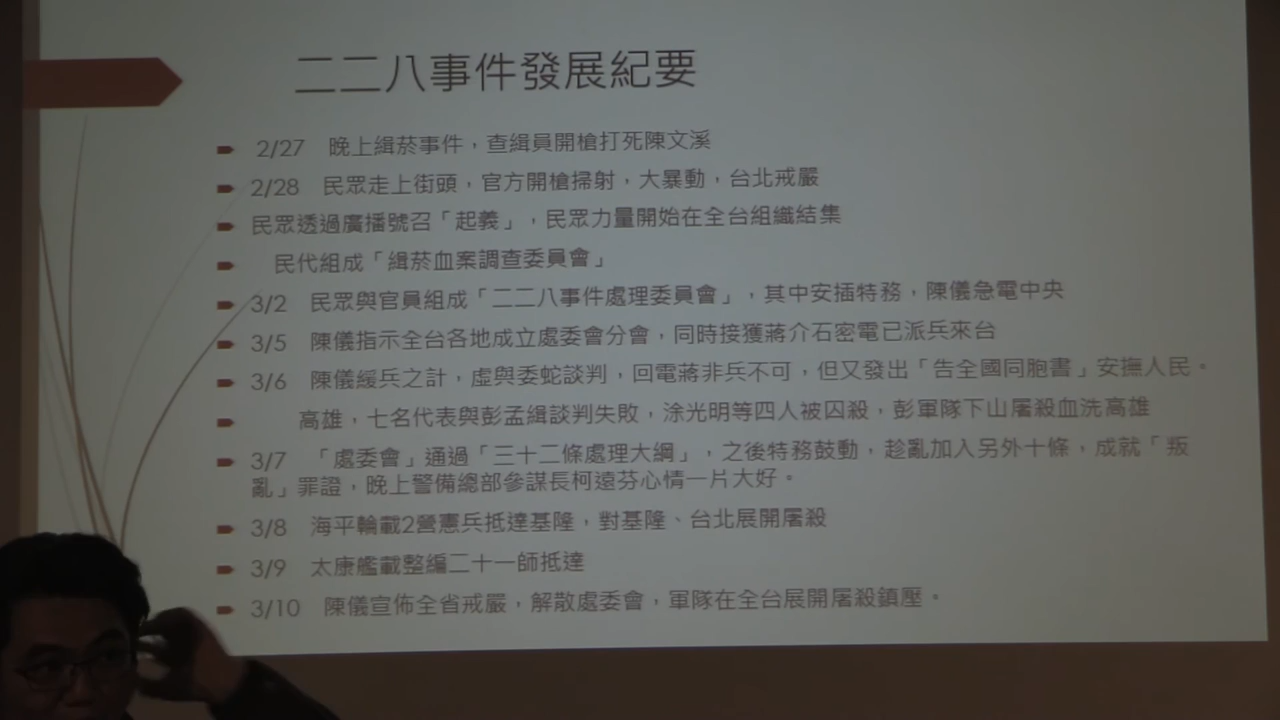 二二八事件發展紀要
2/27 晚上緝菸事件，查緝員開槍打死陳文溪
2/28 民眾走上街頭，官方開槍掃射，大暴動，台北戒嚴
民眾透過廣播號召「起義」，民眾力量開始在全台組織結集
民代組成「緝菸血案調查委員會」
3/2 民眾與官員組成「二二八事件處理委員會」，其中安插特務，陳儀急電中央
3/5 陳儀指示全台各地成立處委會分會，同時接獲蔣介石密電已派兵來台
3/6 陳儀緩兵之計，虛與委蛇談判，回電蔣非兵不可，但又發出「告全國同胞書」安撫人民。
高雄，七名代表與彭孟緝談判失敗，涂光明等四人被囚殺，彭軍隊下山屠殺血洗高雄
3/7 「處委會」通過「三十二條處理大綱」，之後特務鼓動，趁亂加入另外十條，成就「叛
亂」罪證，晚上警備總部參謀長柯遠芬心情一片大好。
3/8 海平輪載2營憲兵抵達基隆，對基隆、台北展開屠殺
3/9 太康艦載整編二十一師抵達
3/10 陳儀宣佈全省戒嚴，解散處委會，軍隊在全台展開屠殺鎮壓。